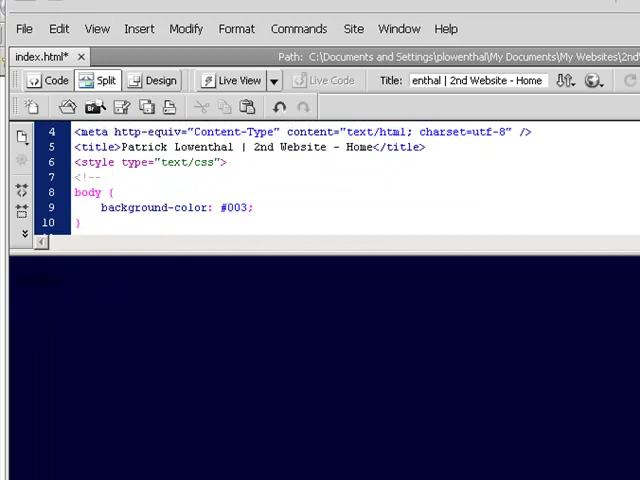 File Edit View Insert Modify Format Commands Site Window Help
index.html* Path: C:\Documents and Settings\plowenthal\My Documents\My Websites\2nd
Code Split Design Live View Live Code Title: enthal | 2nd Website - Home
4 <meta http-equiv="Content-Type" content="text/html; charset=utf-8" />
5 <title>Patrick Lowenthal | 2nd Website - Home</title>
6 <style type="text/css">
7 <!--
8 body {
9 background-color: #003;
10 }